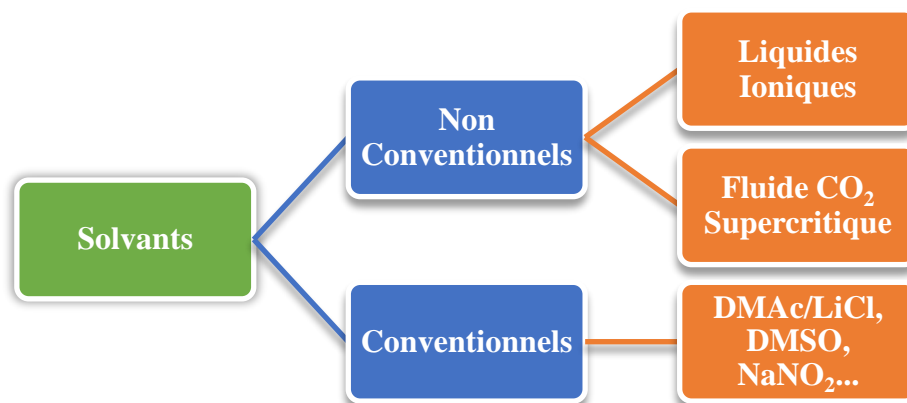 Solvants
Non
Conventionnels
Liquides
Ioniques
Fluide CO₂
Supercritique
Conventionnels
DMAc/LiCl,
DMSO,
NaNO₂...